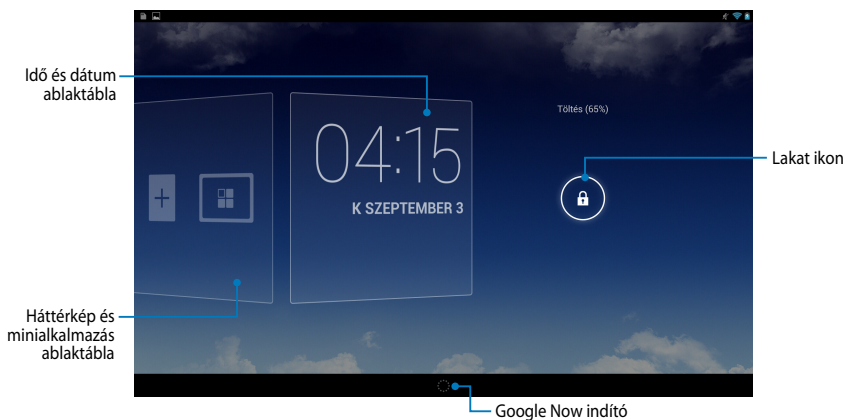 Idő és dátum
ablaktábla
Töltés (65%)
04:15
K SZEPTEMBER 3
Lakat ikon
Háttérkép és
minialkalmazás
ablaktábla
Google Now indító